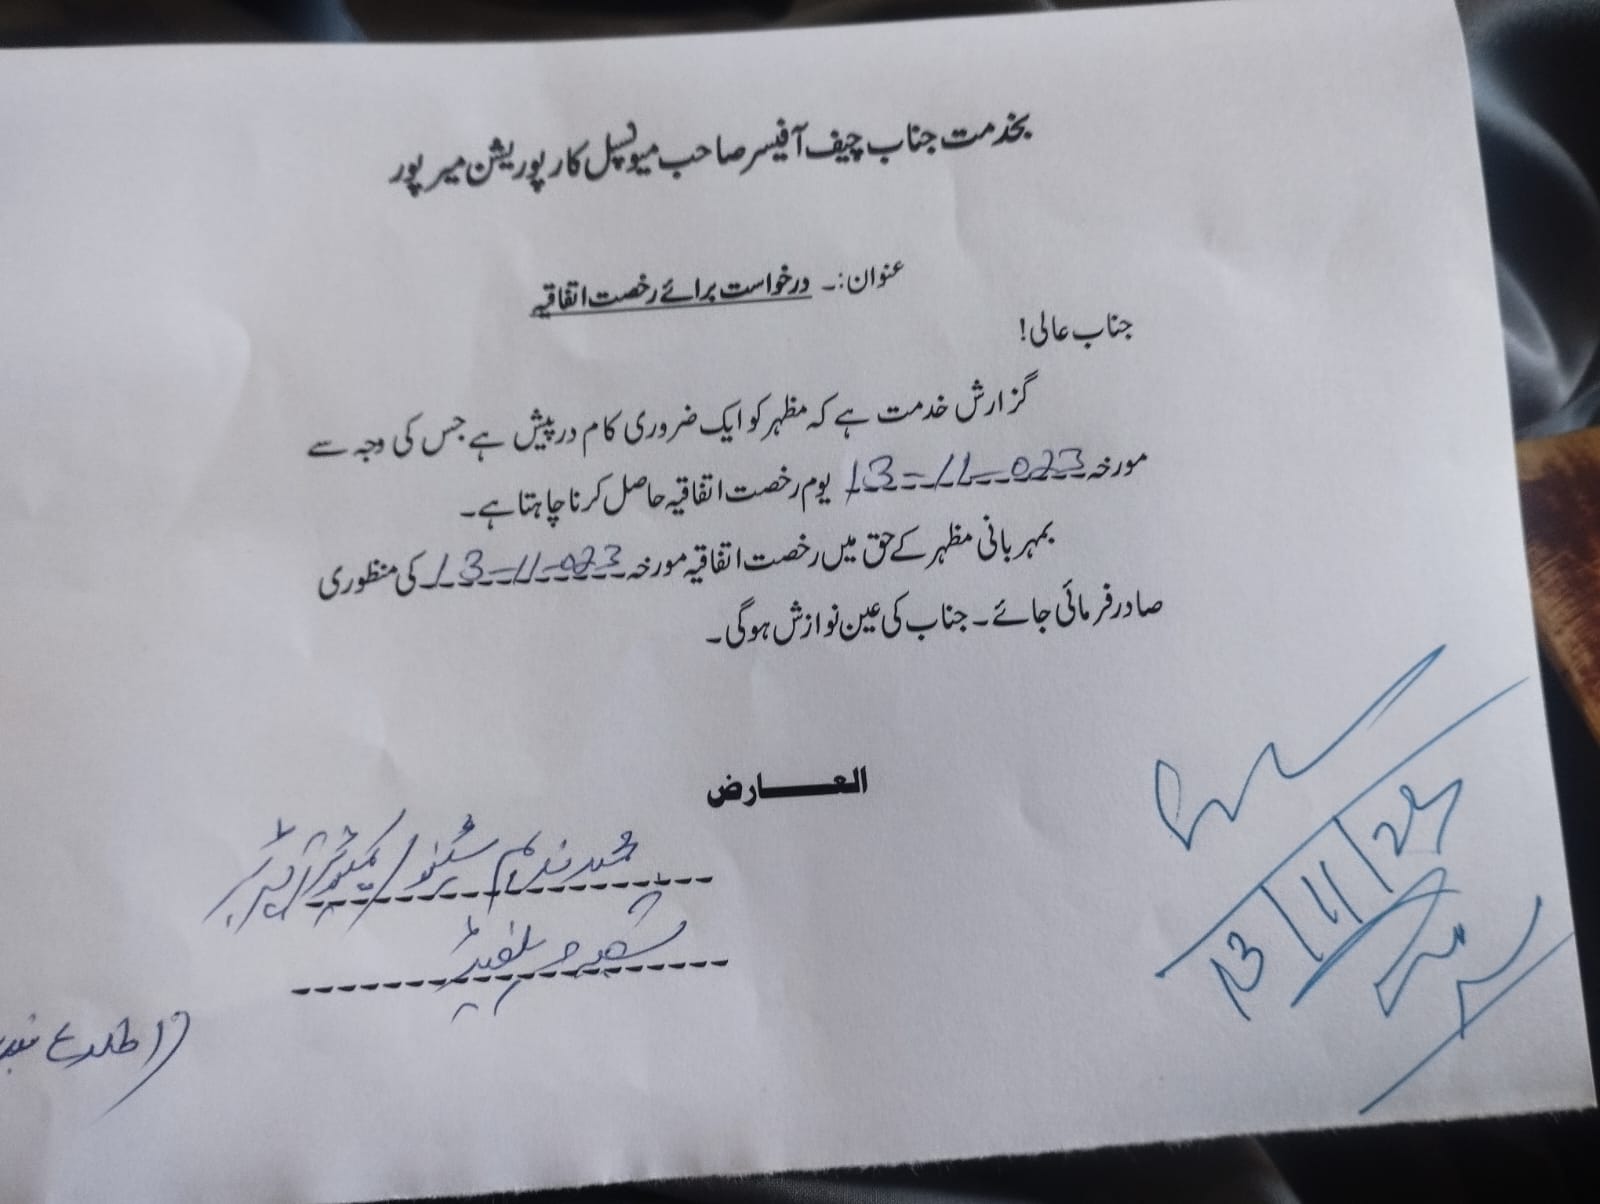 بخدمت جناب چیف آفیسر صاحب میونسپل کارپوریشن میرپور
عنوان:۔ درخواست برائے رخصت اتفاقیہ
جناب عالی!
گزارش خدمت ہے کہ مظہر کو ایک ضروری کام درپیش ہے جس کی وجہ سے
مورخہ 13-11-023 یوم رخصت اتفاقیہ حاصل کرنا چاہتا ہے۔
بمہربانی مظہر کے حق میں رخصت اتفاقیہ مورخہ 13-11-023 کی منظوری
صادر فرمائی جائے۔ جناب کی عین نوازش ہوگی۔
العارض
محمد ندیم سینئر کمپیوٹر آپریٹر
شعبہ
13/11/23
اطلاع